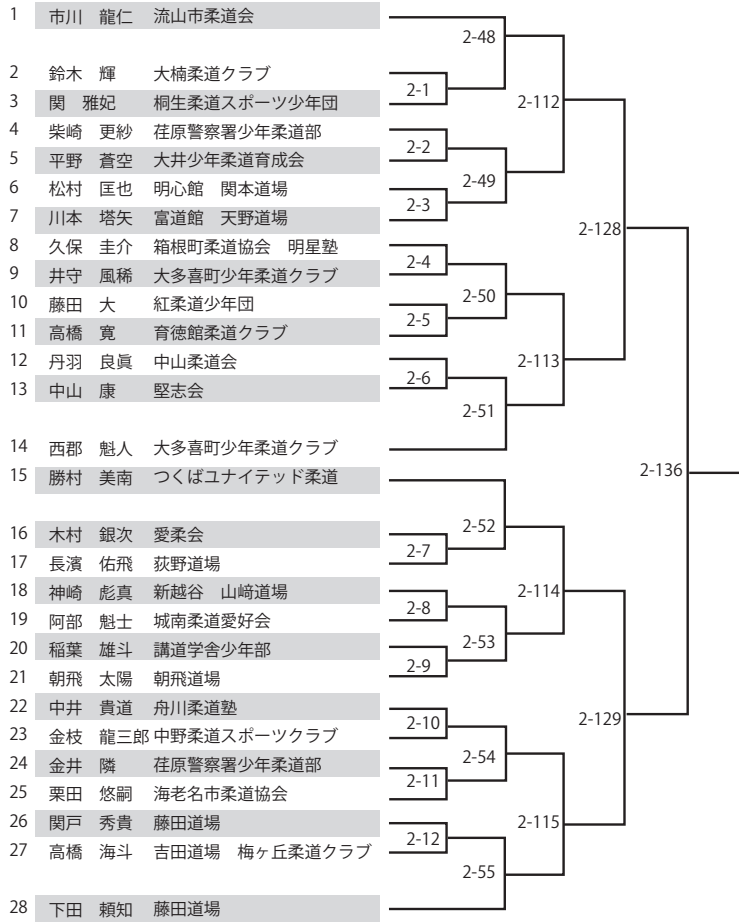 1 市川 龍仁 流山市柔道会
2 鈴木 輝 大楠柔道クラブ
3 関 雅妃 桐生柔道スポーツ少年団
4 柴崎 更紗 荏原警察署少年柔道部
5 平野 蒼空 大井少年柔道育成会
6 松村 匡也 明心館 関本道場
7 川本 塔矢 富道館 天野道場
8 久保 圭介 箱根町柔道協会 明星塾
9 井守 風稀 大多喜町少年柔道クラブ
10 藤田 大 紅柔道少年団
11 高橋 寛 育徳館柔道クラブ
12 丹羽 良眞 中山柔道会
13 中山 康 堅志会
14 西郡 魁人 大多喜町少年柔道クラブ
15 勝村 美南 つくばユナイテッド柔道
16 木村 銀次 愛柔会
17 長濱 佑飛 荻野道場
18 神崎 彪真 新越谷 山﨑道場
19 阿部 魁士 城南柔道愛好会
20 稲葉 雄斗 講道学舎少年部
21 朝飛 太陽 朝飛道場
22 中井 貴道 舟川柔道塾
23 金枝 龍三郎 中野柔道スポーツクラブ
24 金井 隣 荏原警察署少年柔道部
25 栗田 悠嗣 海老名市柔道協会
26 関戸 秀貴 藤田道場
27 高橋 海斗 吉田道場 梅ヶ丘柔道クラブ
28 下田 頼知 藤田道場
2-1
2-2
2-3
2-4
2-5
2-6
2-7
2-8
2-9
2-10
2-11
2-12
2-48
2-49
2-50
2-51
2-52
2-53
2-54
2-55
2-112
2-113
2-114
2-115
2-128
2-129
2-136